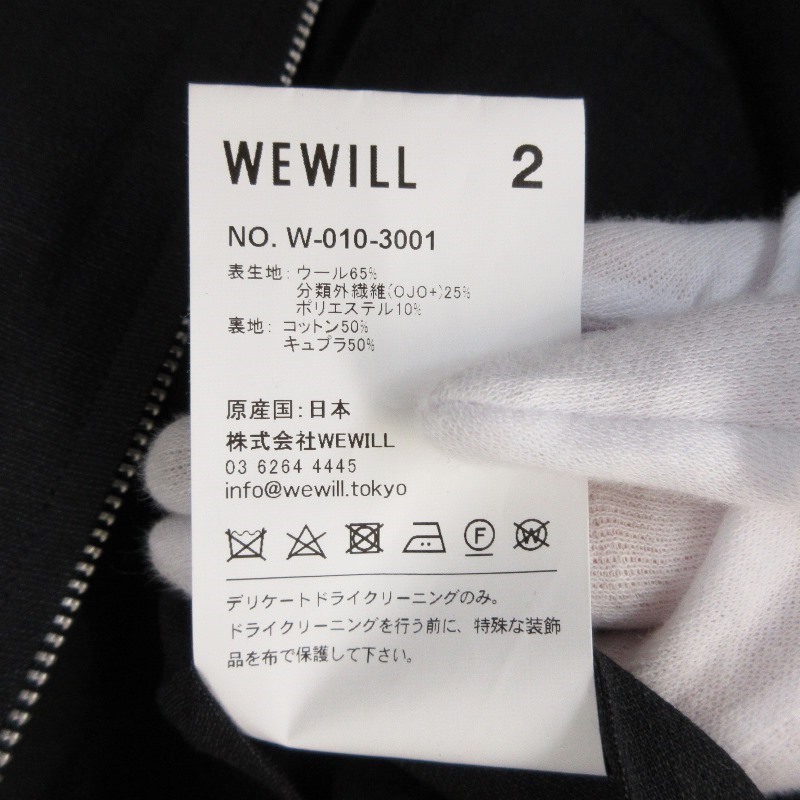 WEWILL 2
NO. W-010-3001
表生地: ウール65%
分類外繊維(OJO+)25%
ポリエステル10%
裏地: コットン50%
キュプラ50%
原産国:日本
株式会社WEWILL
03 6264 4445
info@wewill.tokyo
F W
デリケートドライクリーニングのみ。
ドライクリーニングを行う前に、特殊な装飾
品を布で保護して下さい。